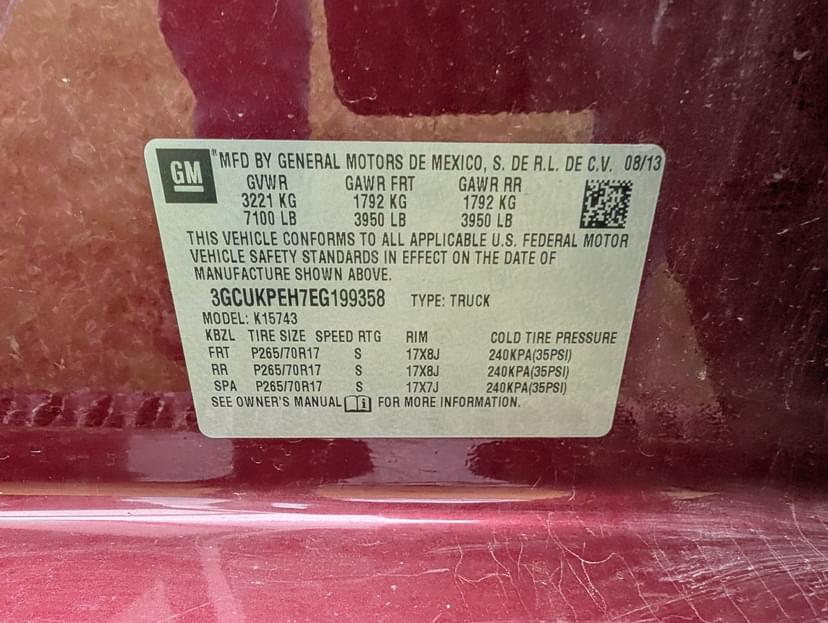 GM
MFD BY GENERAL MOTORS DE MEXICO, S. DE R.L. DE C.V. 08/13
GVWR GAWR FRT GAWR RR
3221 KG 1792 KG 1792 KG
7100 LB 3950 LB 3950 LB
THIS VEHICLE CONFORMS TO ALL APPLICABLE U.S. FEDERAL MOTOR
VEHICLE SAFETY STANDARDS IN EFFECT ON THE DATE OF
MANUFACTURE SHOWN ABOVE.
3GCUKPEH7EG199358 TYPE: TRUCK
MODEL: K15743
KBZL TIRE SIZE SPEED RTG RIM COLD TIRE PRESSURE
FRT P265/70R17 S 17X8J 240KPA(35PSI)
RR P265/70R17 S 17X8J 240KPA(35PSI)
SPA P265/70R17 S 17X7J 240KPA(35PSI)
SEE OWNER'S MANUAL FOR MORE INFORMATION.